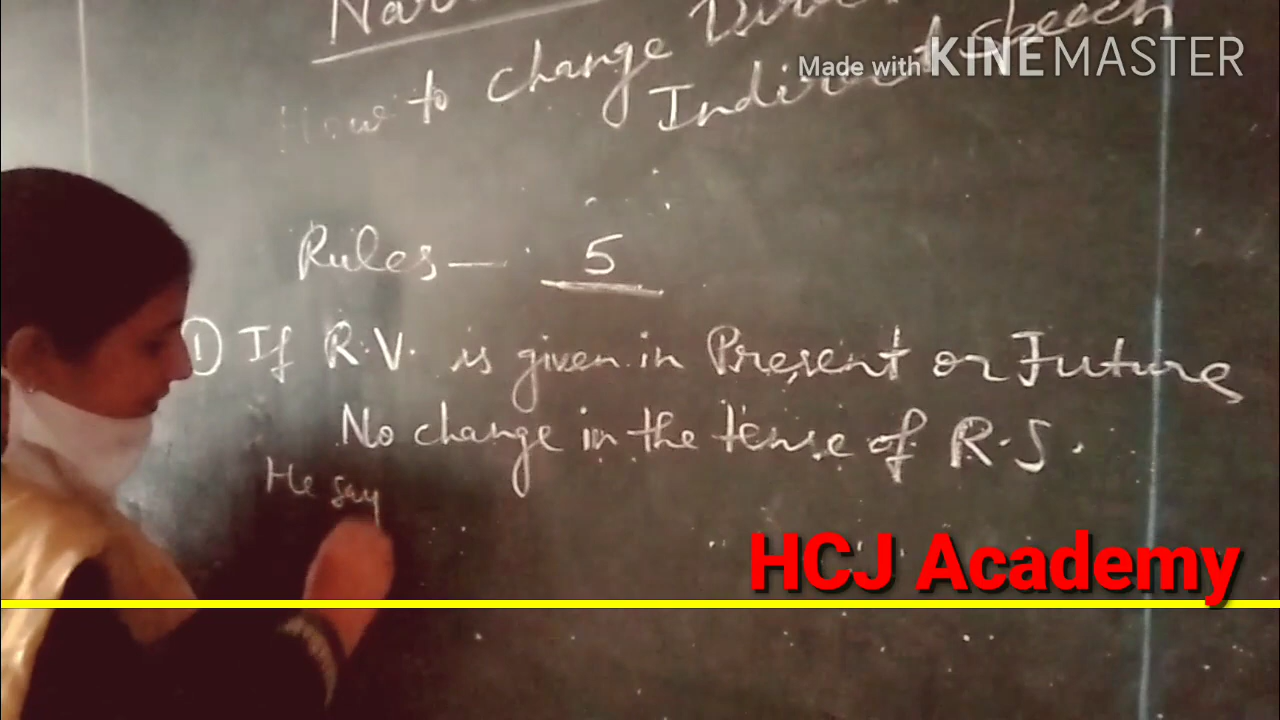 How to change Direct
Indirect speech
Made with KINEMASTER
Rules — 5
① If R.V. is given in Present or Future
No change in the tense of R.S.
He say
HCJ Academy